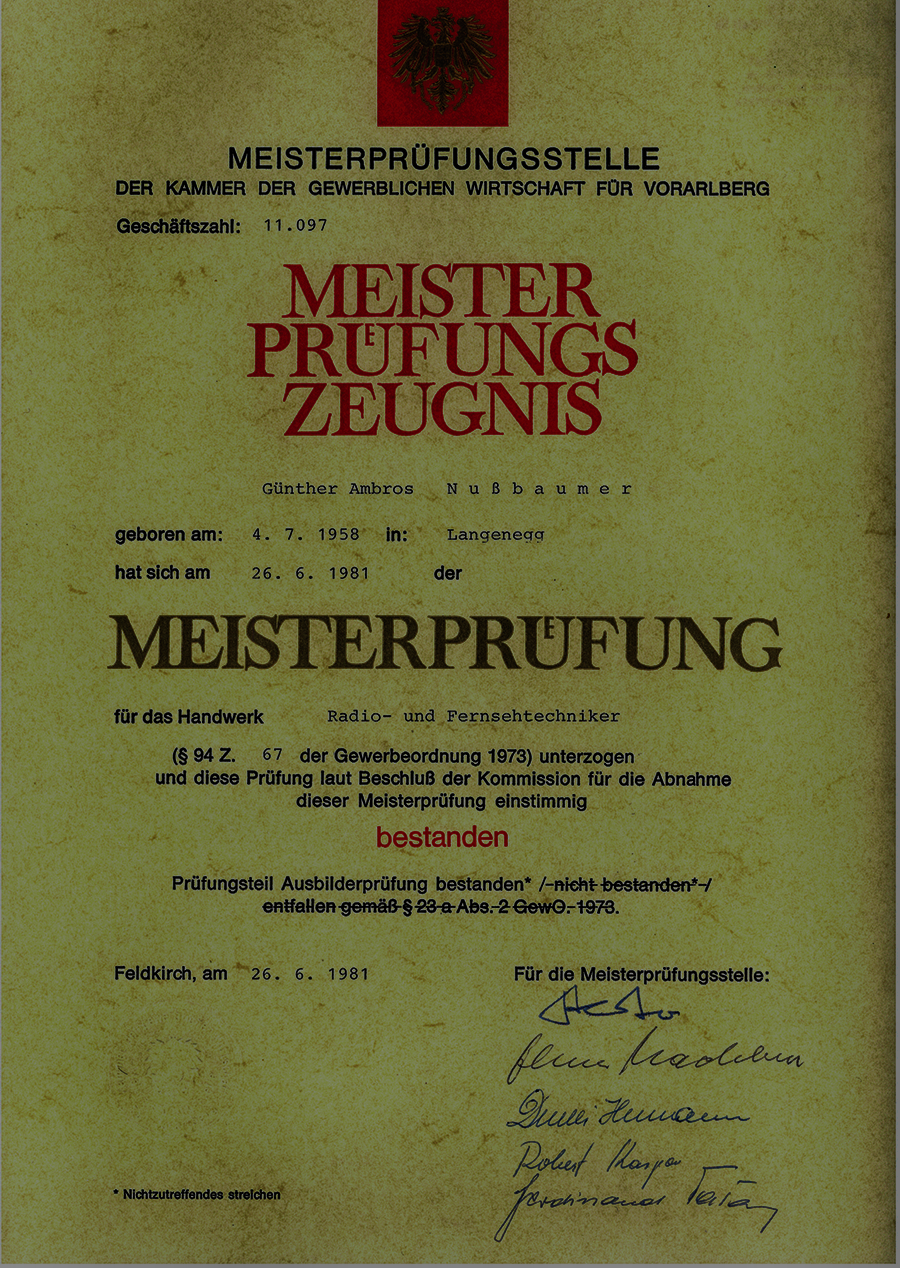 MEISTERPRÜFUNGSSTELLE
DER KAMMER DER GEWERBLICHEN WIRTSCHAFT FÜR VORARLBERG
Geschäftszahl: 11.097
MEISTER
PRÜFUNGS
ZEUGNIS
Günther Ambros N u ß b a u m e r
geboren am: 4. 7. 1958 in: Langenegg
hat sich am 26. 6. 1981 der
MEISTERPRÜFUNG
für das Handwerk Radio- und Fernsehtechniker
(§ 94 Z. 67 der Gewerbeordnung 1973) unterzogen
und diese Prüfung laut Beschluß der Kommission für die Abnahme
dieser Meisterprüfung einstimmig
bestanden
Prüfungsteil Ausbilderprüfung bestanden* / nicht bestanden* /
entfallen gemäß § 23 a Abs. 2 GewO. 1973.
Feldkirch, am 26. 6. 1981 Für die Meisterprüfungsstelle:
Hermann
Robert
Ferdinand
* Nichtzutreffendes streichen